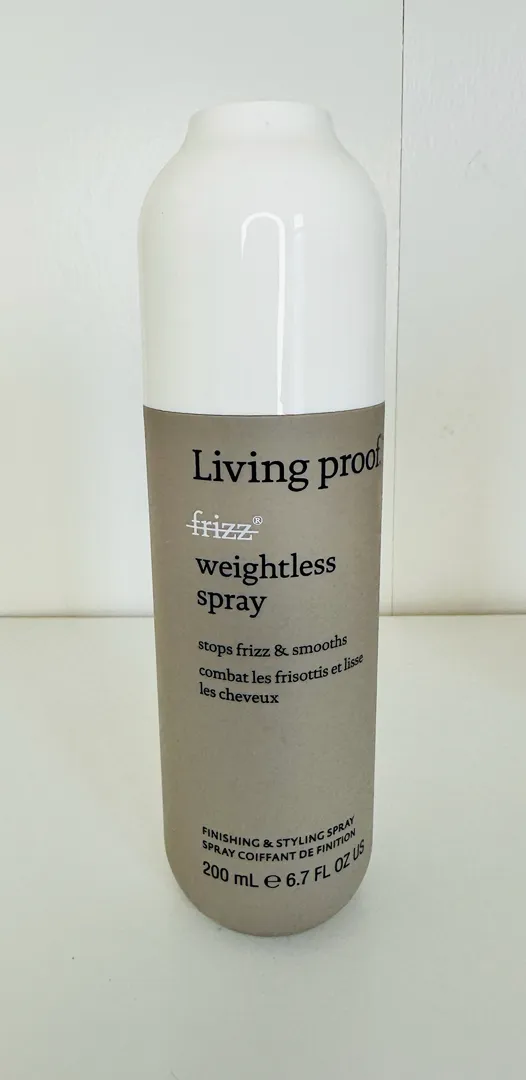 Living proof.
frizz®
weightless
spray
stops frizz & smooths
combat les frisottis et lisse
les cheveux
FINISHING & STYLING SPRAY
SPRAY COIFFANT DE FINITION
200 mL ℮ 6.7 FL OZ US